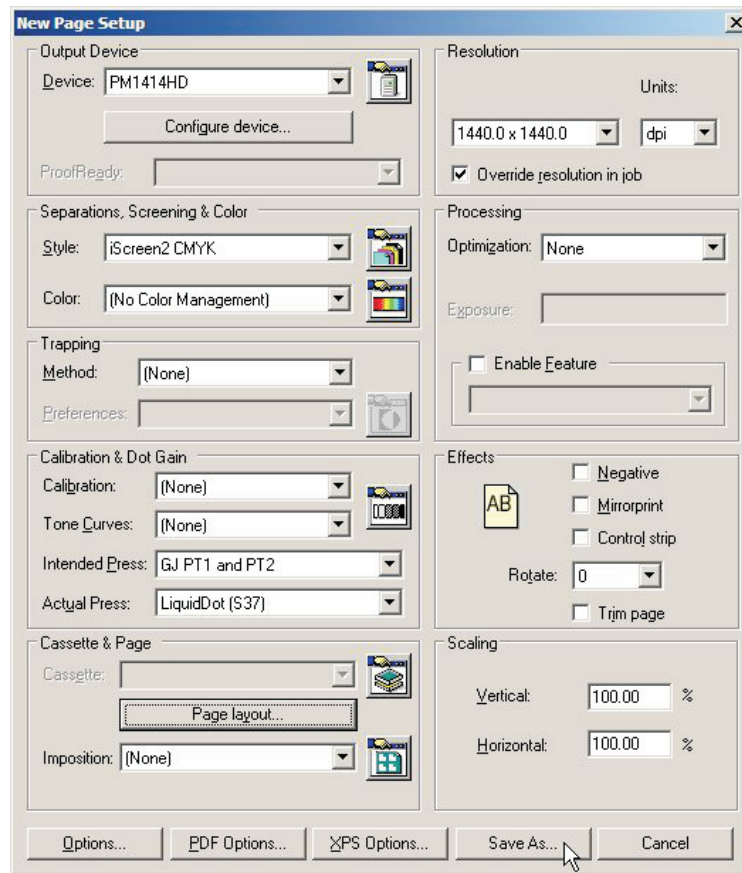 New Page Setup
Output Device
Device: PM1414HD
Configure device...
ProofReady:
Resolution
Units:
1440.0 x 1440.0 dpi
Override resolution in job
Separations, Screening & Color
Style: iScreen2 CMYK
Color: (No Color Management)
Processing
Optimization: None
Exposure:
Enable Feature
Trapping
Method: (None)
Preferences:
Calibration & Dot Gain
Calibration: (None)
Tone Curves: (None)
Intended Press: GJ PT1 and PT2
Actual Press: LiquidDot (S37)
Effects
AB
Negative
Mirrorprint
Control strip
Rotate: 0
Trim page
Cassette & Page
Cassette:
Page layout...
Imposition: (None)
Scaling
Vertical: 100.00 %
Horizontal: 100.00 %
Options... PDF Options... XPS Options... Save As... Cancel